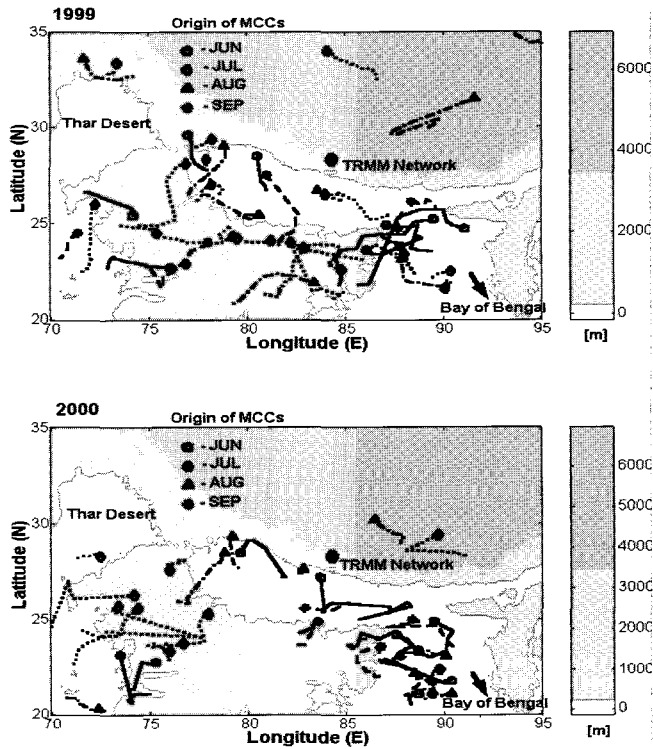 1999
Origin of MCCs
- JUN
- JUL
- AUG
- SEP
Thar Desert
TRMM Network
Bay of Bengal
Latitude (N)
35
30
25
20
70 75 80 85 90 95
Longitude (E)
6000
4000
2000
0
[m]
2000
Origin of MCCs
- JUN
- JUL
- AUG
- SEP
Thar Desert
TRMM Network
Bay of Bengal
Latitude (N)
35
30
25
20
70 75 80 85 90 95
Longitude (E)
6000
5000
4000
3000
2000
1000
0
[m]